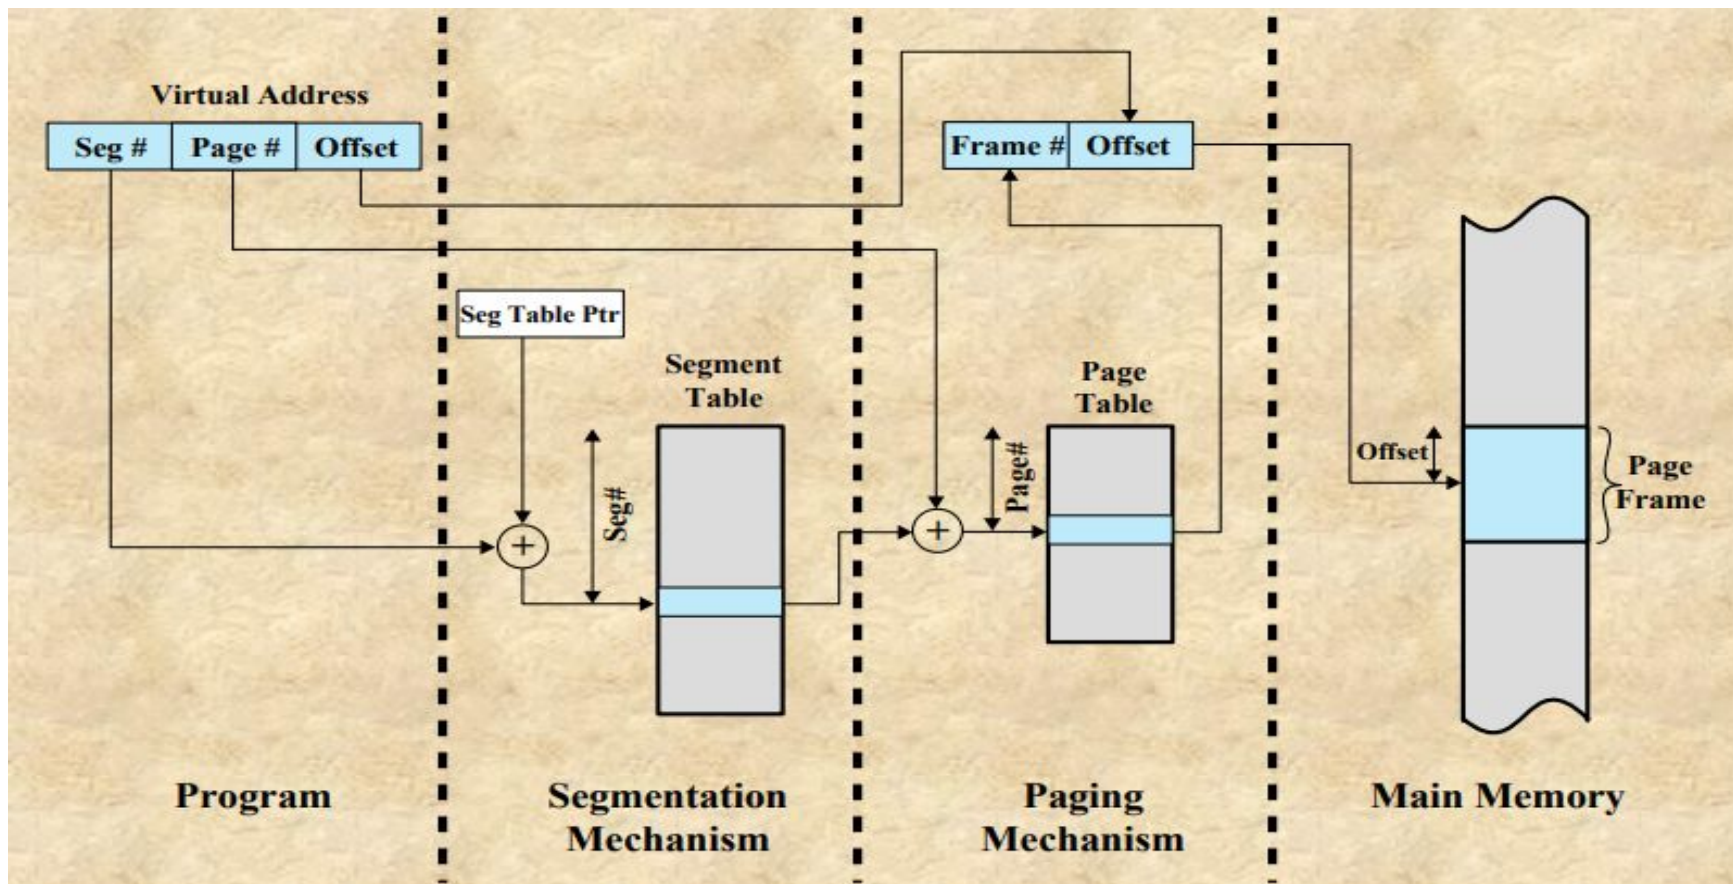 Virtual Address
Seg # Page # Offset
Frame # Offset
Seg Table Ptr
Segment
Table
Page
Table
Seg#
Page#
Offset
Page
Frame
+
+
Program
Segmentation
Mechanism
Paging
Mechanism
Main Memory